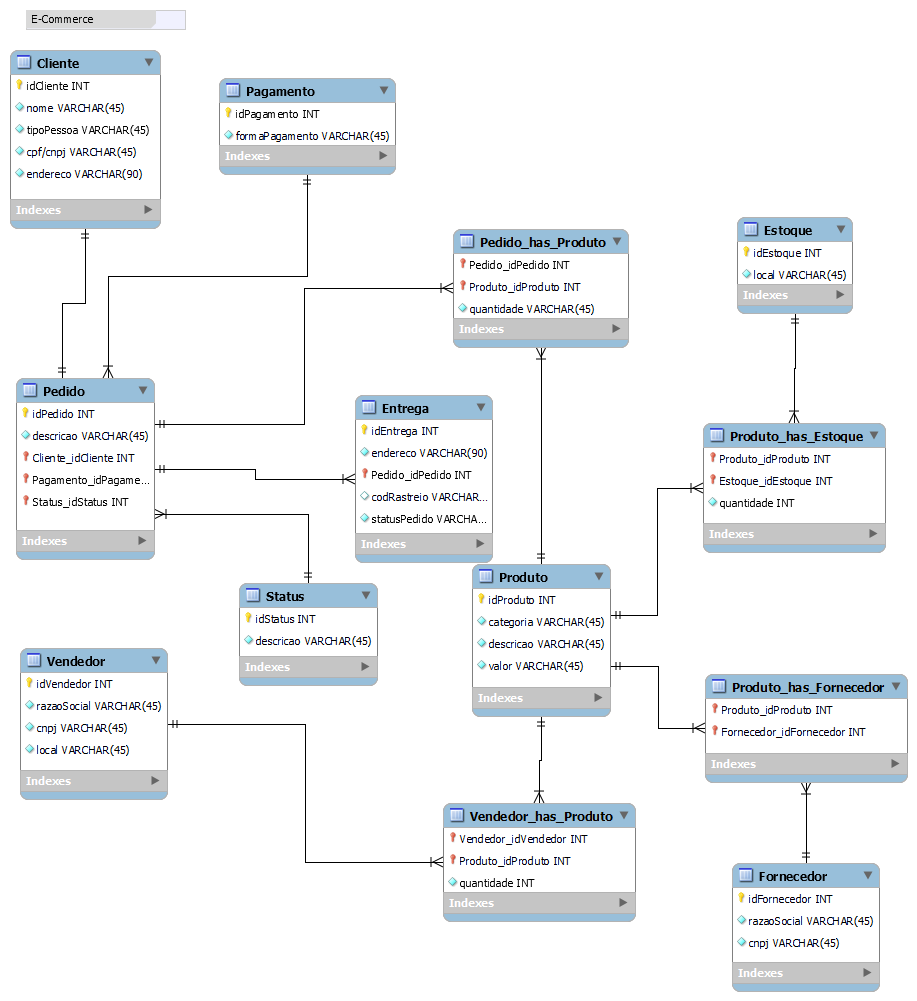 E-Commerce
Cliente
idCliente INT
nome VARCHAR(45)
tipoPessoa VARCHAR(45)
cpf/cnpj VARCHAR(45)
endereco VARCHAR(90)
Indexes
Pagamento
idPagamento INT
formaPagamento VARCHAR(45)
Indexes
Pedido_has_Produto
Pedido_idPedido INT
Produto_idProduto INT
quantidade VARCHAR(45)
Indexes
Estoque
idEstoque INT
local VARCHAR(45)
Indexes
Pedido
idPedido INT
descricao VARCHAR(45)
Cliente_idCliente INT
Pagamento_idPagame...
Status_idStatus INT
Indexes
Entrega
idEntrega INT
endereco VARCHAR(90)
Pedido_idPedido INT
codRastreio VARCHAR...
statusPedido VARCHA...
Indexes
Produto_has_Estoque
Produto_idProduto INT
Estoque_idEstoque INT
quantidade INT
Indexes
Status
idStatus INT
descricao VARCHAR(45)
Indexes
Produto
idProduto INT
categoria VARCHAR(45)
descricao VARCHAR(45)
valor VARCHAR(45)
Indexes
Vendedor
idVendedor INT
razaoSocial VARCHAR(45)
cnpj VARCHAR(45)
local VARCHAR(45)
Indexes
Produto_has_Fornecedor
Produto_idProduto INT
Fornecedor_idFornecedor INT
Indexes
Vendedor_has_Produto
Vendedor_idVendedor INT
Produto_idProduto INT
quantidade INT
Indexes
Fornecedor
idFornecedor INT
razaoSocial VARCHAR(45)
cnpj VARCHAR(45)
Indexes